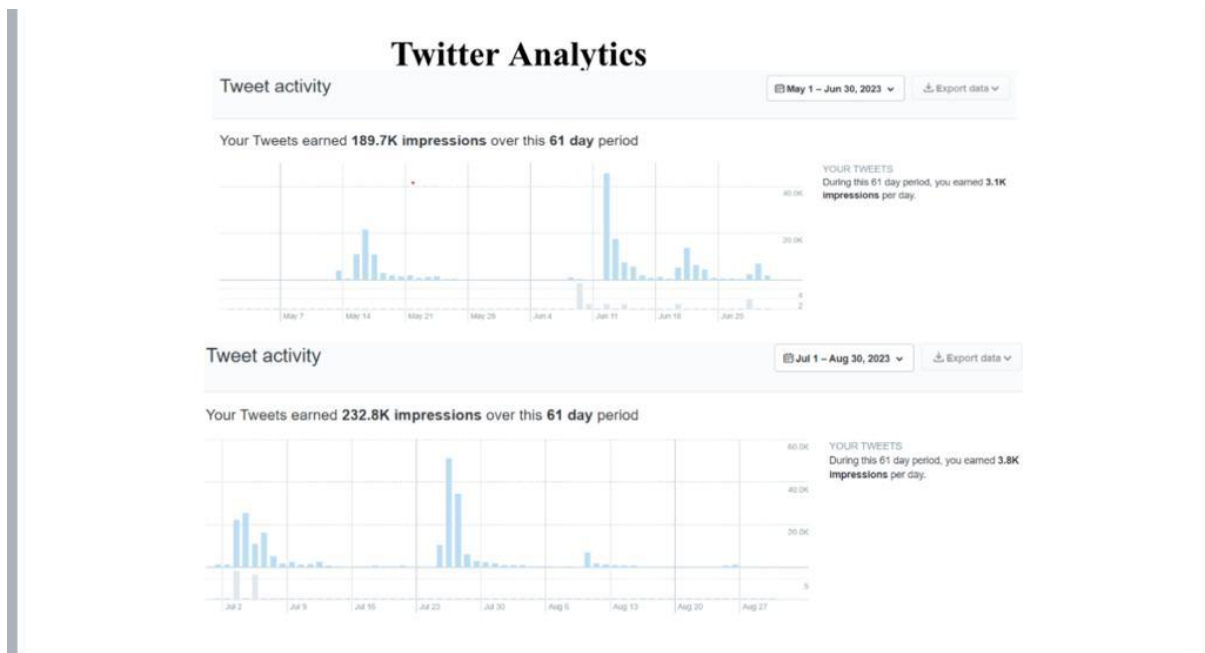 Twitter Analytics
Tweet activity
May 1 – Jun 30, 2023
Export data
Your Tweets earned 189.7K impressions over this 61 day period
YOUR TWEETS
During this 61 day period, you earned 3.1K
impressions per day.
40.0K
20.0K
4
2
May 7 May 14 May 21 May 28 Jun 4 Jun 11 Jun 18 Jun 25
Tweet activity
Jul 1 – Aug 30, 2023
Export data
Your Tweets earned 232.8K impressions over this 61 day period
60.0K
YOUR TWEETS
During this 61 day period, you earned 3.8K
impressions per day.
40.0K
20.0K
9
Jul 2 Jul 9 Jul 16 Jul 23 Jul 30 Aug 6 Aug 13 Aug 20 Aug 27